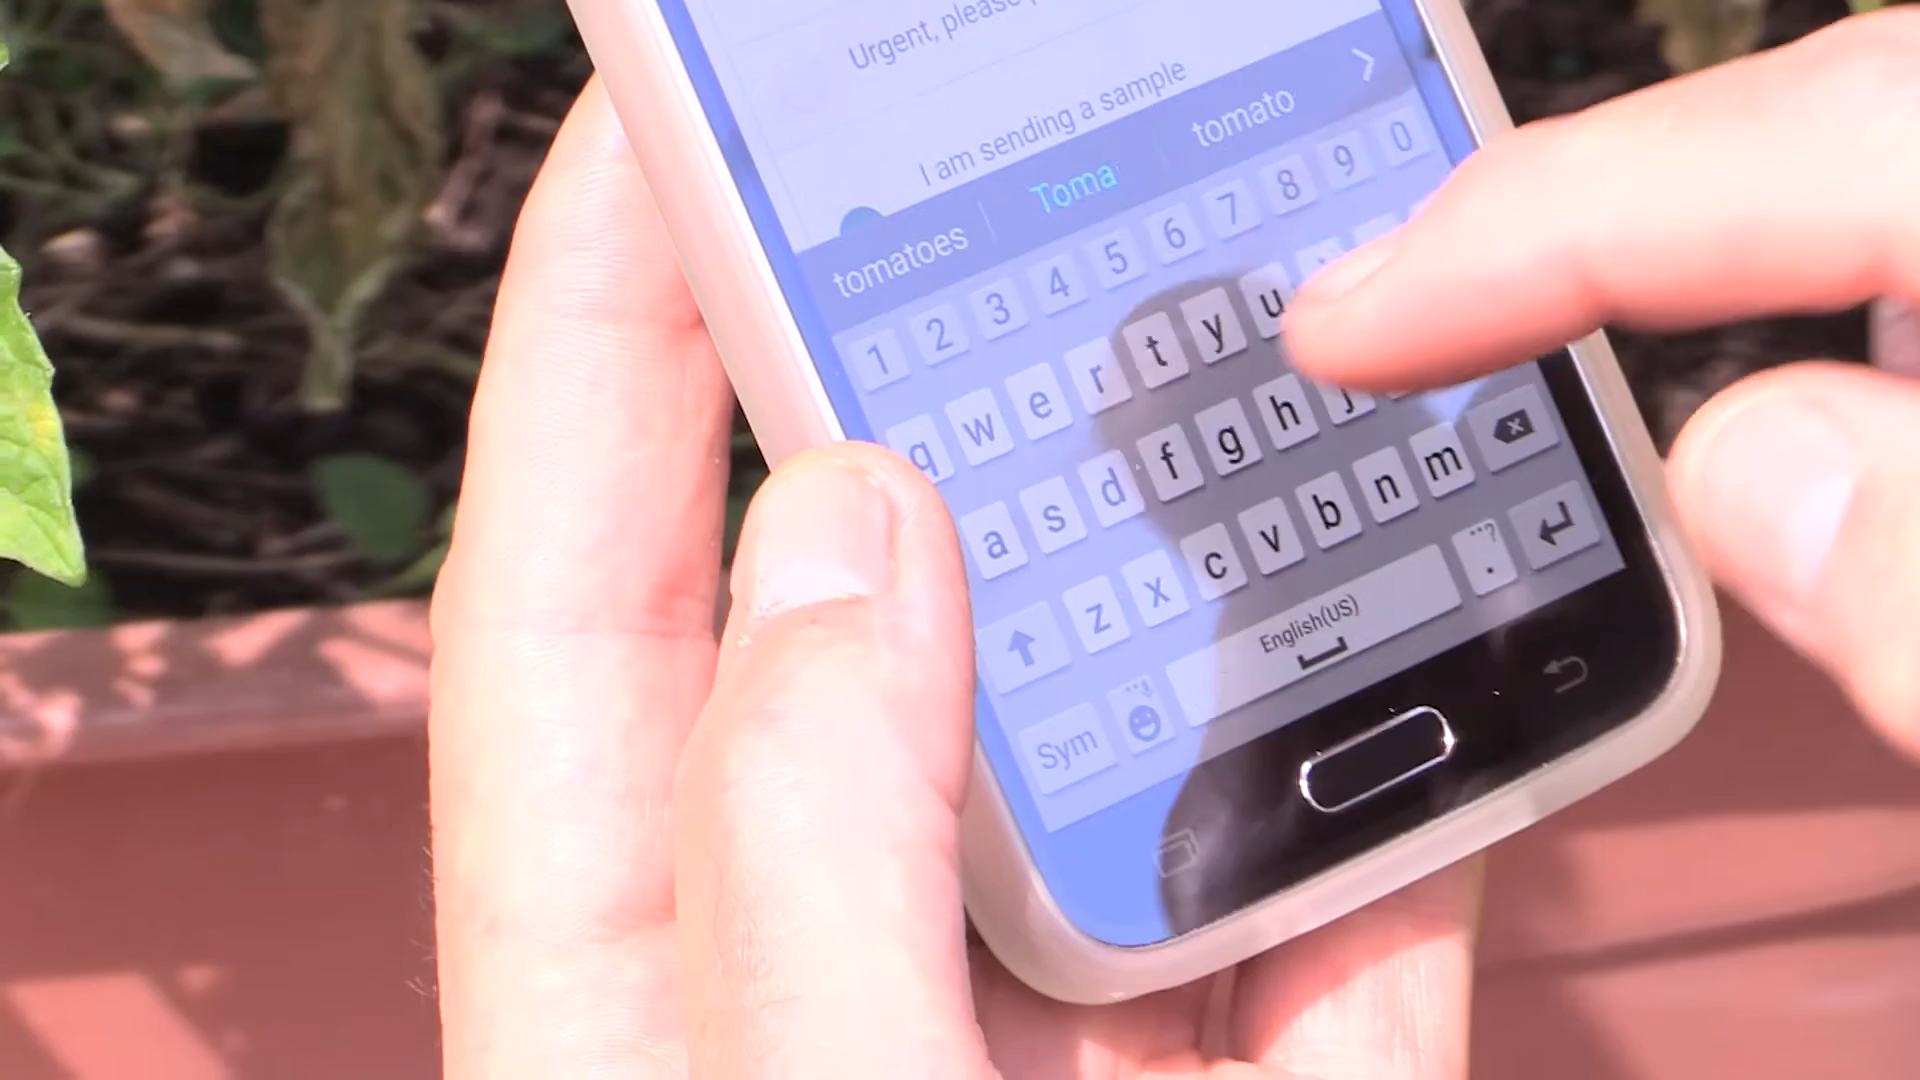 Urgent, please
I am sending a sample
tomatoes Toma tomato
1 2 3 4 5 6 7 8 9 0
q w e r t y u
a s d f g h j
z x c v b n m
Sym English(US) . ...?